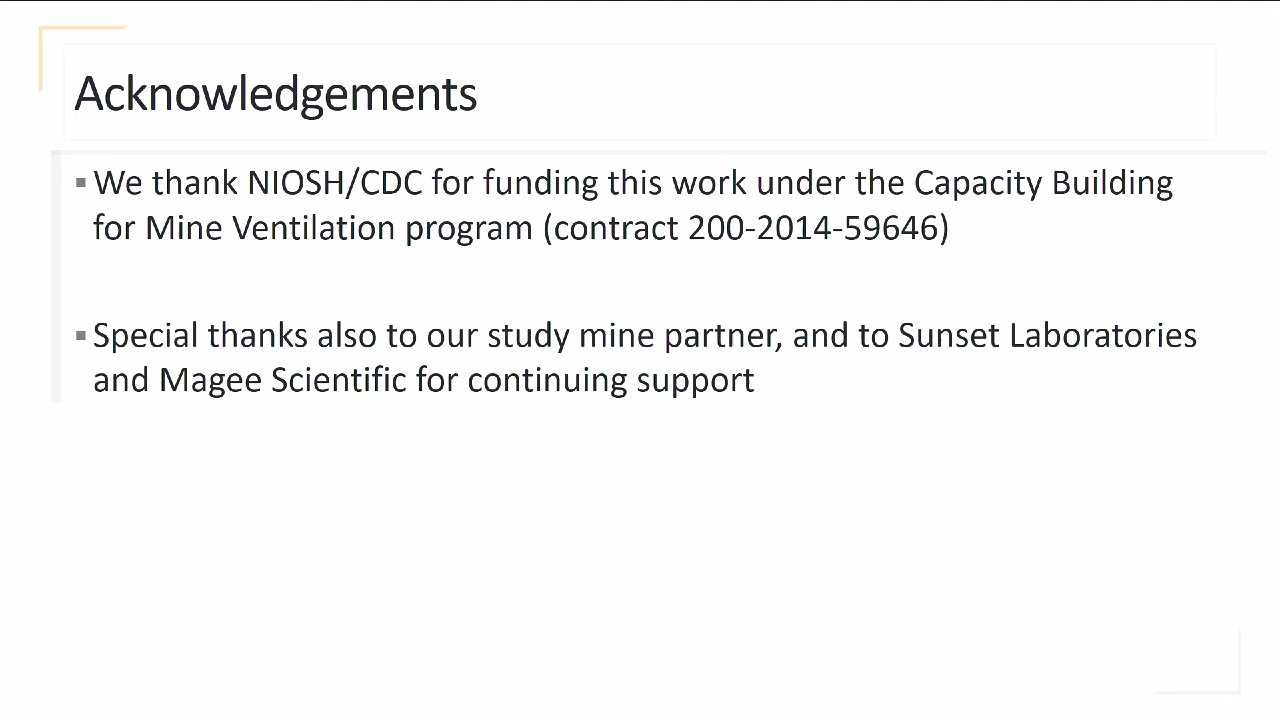 Acknowledgements
▪ We thank NIOSH/CDC for funding this work under the Capacity Building
for Mine Ventilation program (contract 200-2014-59646)
▪ Special thanks also to our study mine partner, and to Sunset Laboratories
and Magee Scientific for continuing support